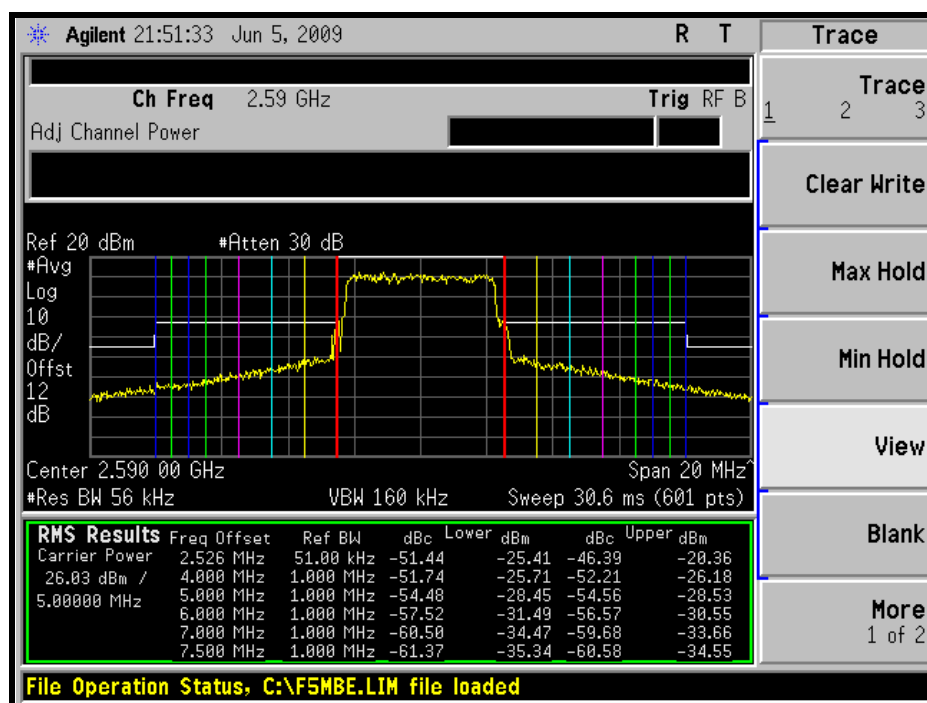 Agilent 21:51:33 Jun 5, 2009 R T
Trace
Ch Freq 2.59 GHz Trig RF B
Adj Channel Power
Ref 20 dBm #Atten 30 dB
#Avg
Log
10
dB/
Offst
12
dB
Center 2.590 00 GHz Span 20 MHz^
#Res BW 56 kHz VBW 160 kHz Sweep 30.6 ms (601 pts)
RMS Results Freq Offset Ref BW dBc Lower dBm dBc Upper dBm
Carrier Power 2.526 MHz 51.00 kHz -51.44 -25.41 -46.39 -20.36
26.03 dBm / 4.000 MHz 1.000 MHz -51.74 -25.71 -52.21 -26.18
5.00000 MHz 5.000 MHz 1.000 MHz -54.48 -28.45 -54.56 -28.53
6.000 MHz 1.000 MHz -57.52 -31.49 -56.57 -30.55
7.000 MHz 1.000 MHz -60.50 -34.47 -59.68 -33.66
7.500 MHz 1.000 MHz -61.37 -35.34 -60.58 -34.55
File Operation Status, C:\F5MBE.LIM file loaded
Trace
1 2 3
Clear Write
Max Hold
Min Hold
View
Blank
More
1 of 2